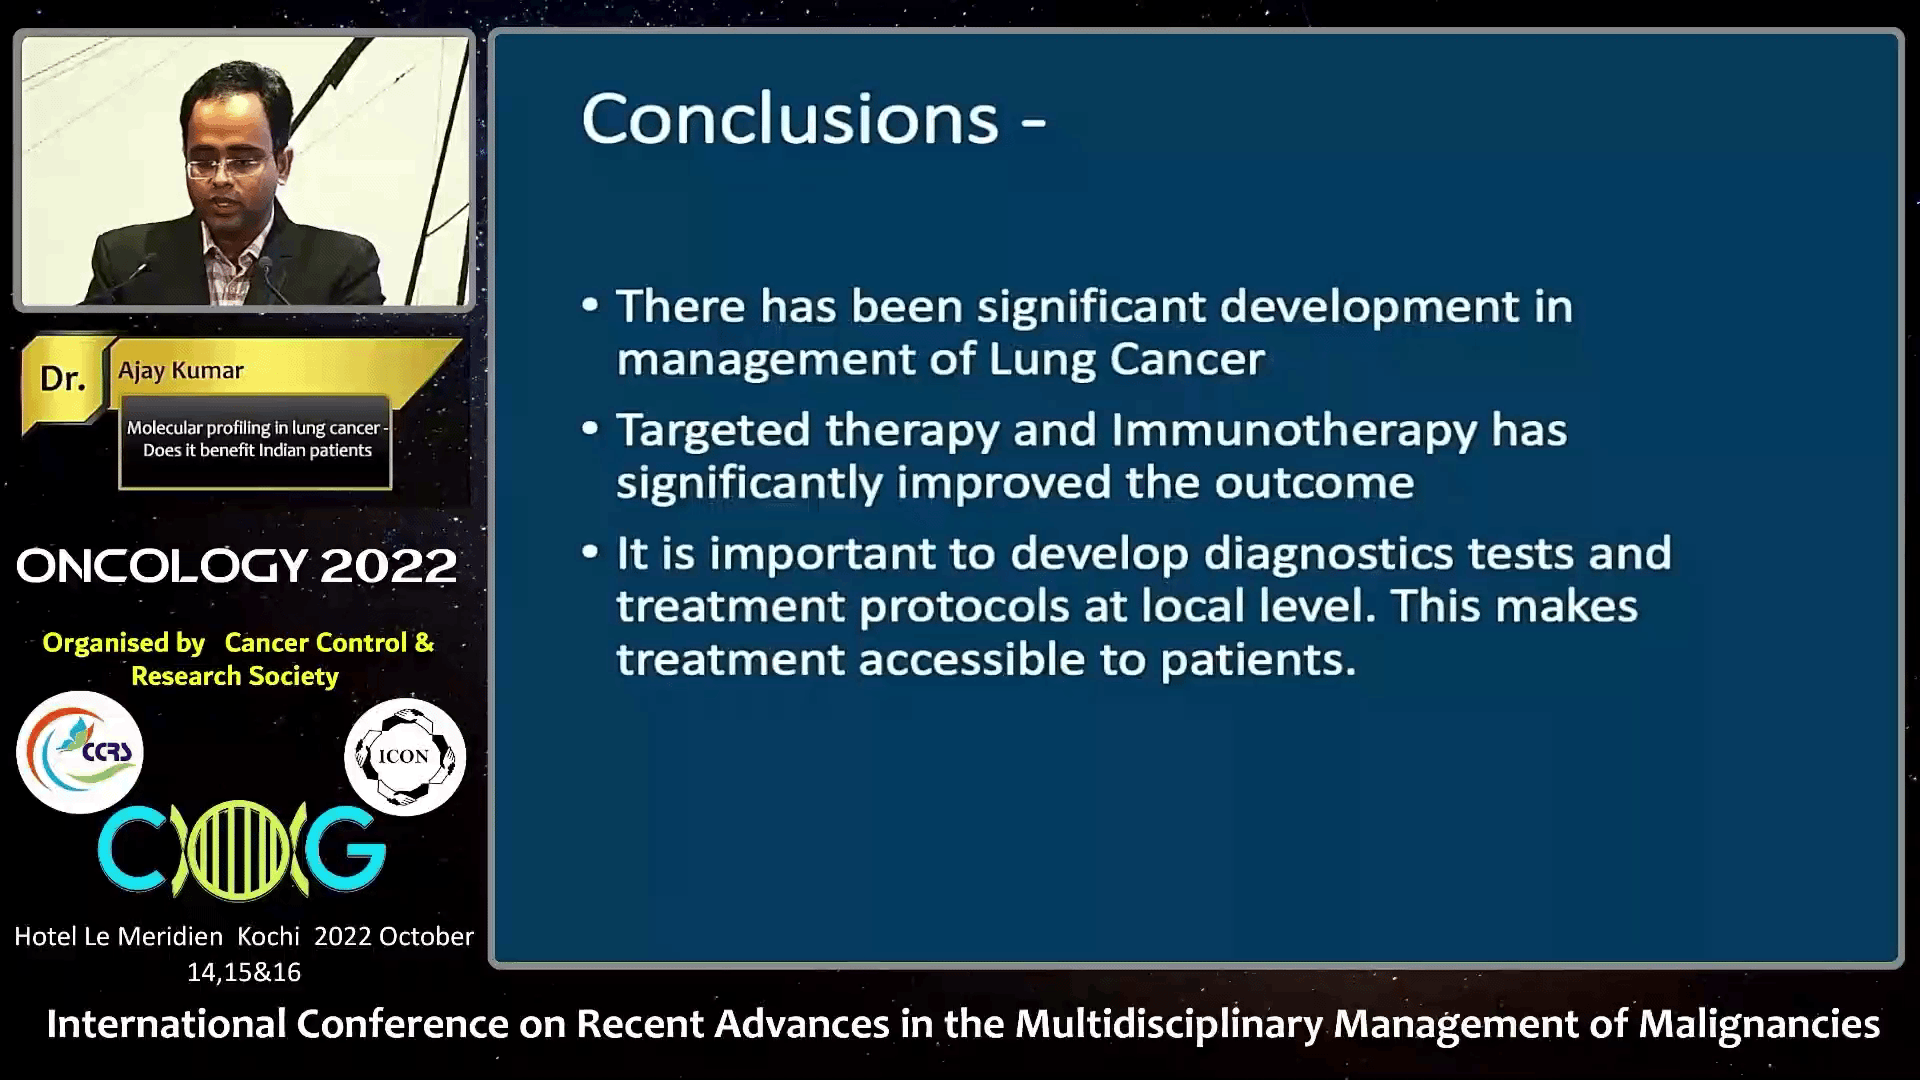 Dr.
Ajay Kumar
Molecular profiling in lung cancer -
Does it benefit Indian patients
ONCOLOGY 2022
Organised by Cancer Control &
Research Society
CCRS
ICON
COG
Hotel Le Meridien Kochi 2022 October
14,15&16
Conclusions -
• There has been significant development in
management of Lung Cancer
• Targeted therapy and Immunotherapy has
significantly improved the outcome
• It is important to develop diagnostics tests and
treatment protocols at local level. This makes
treatment accessible to patients.
International Conference on Recent Advances in the Multidisciplinary Management of Malignancies